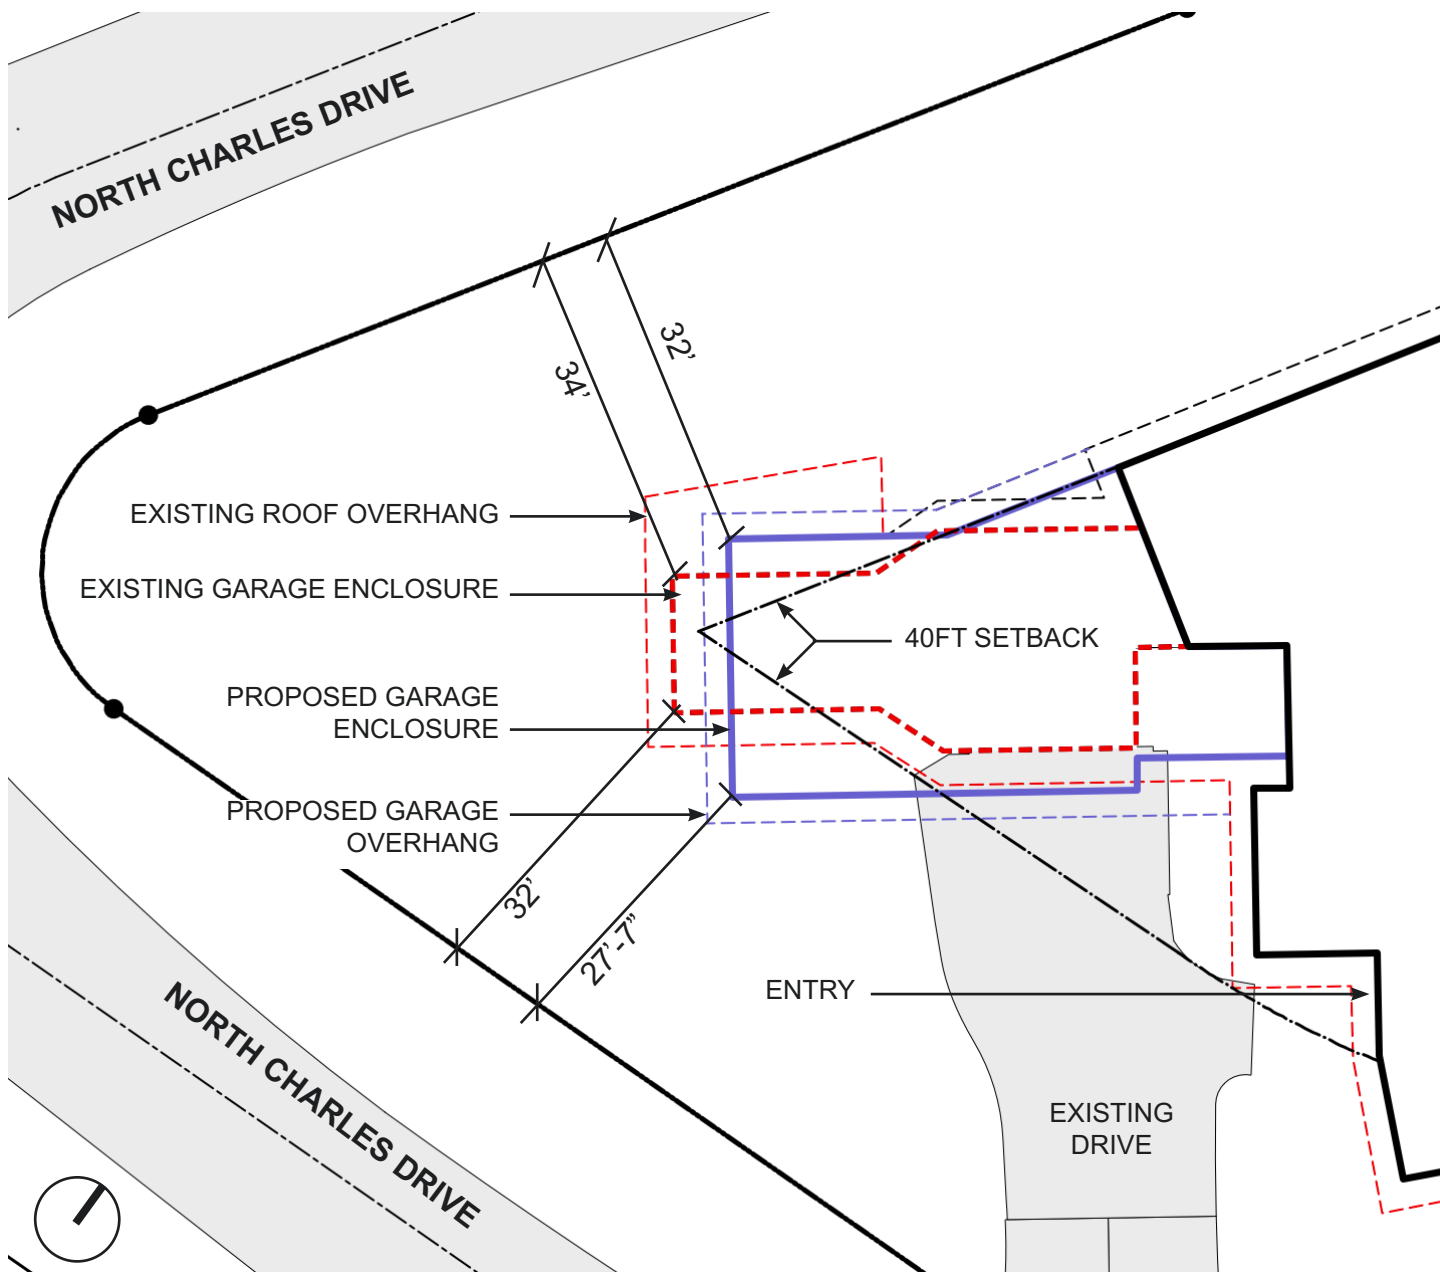 NORTH CHARLES DRIVE
32’
34’
EXISTING ROOF OVERHANG
EXISTING GARAGE ENCLOSURE
40FT SETBACK
PROPOSED GARAGE
ENCLOSURE
PROPOSED GARAGE
OVERHANG
32’
27’-7”
ENTRY
NORTH CHARLES DRIVE
EXISTING
DRIVE